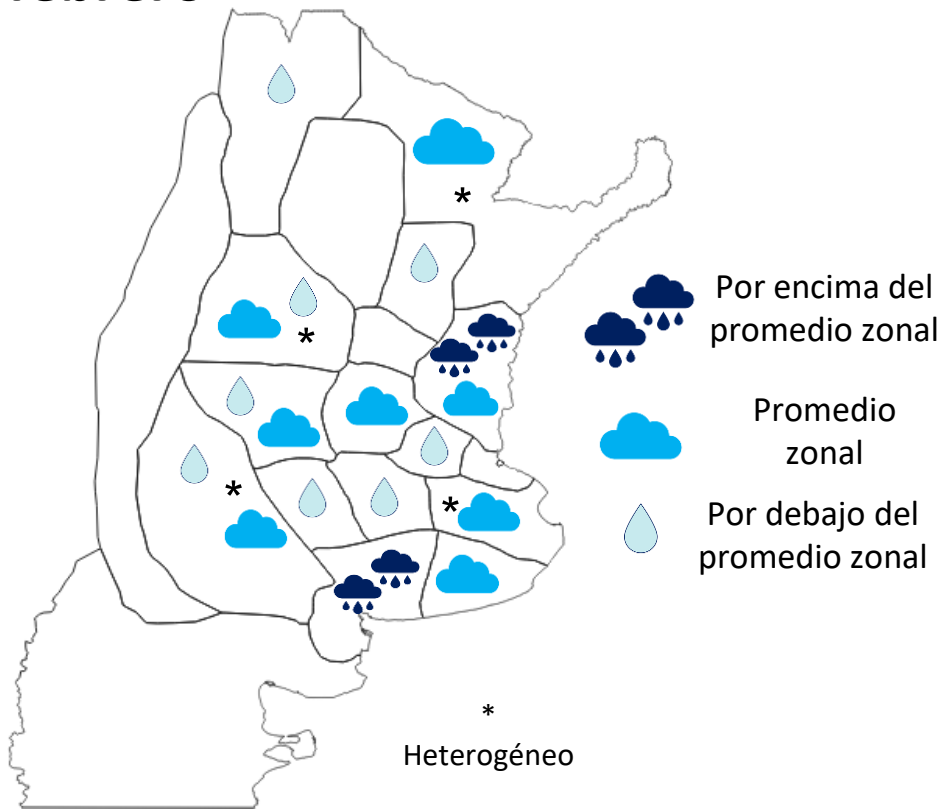 Por encima del
promedio zonal
Promedio
zonal
Por debajo del
promedio zonal
*
*
*
*
*
Heterogéneo